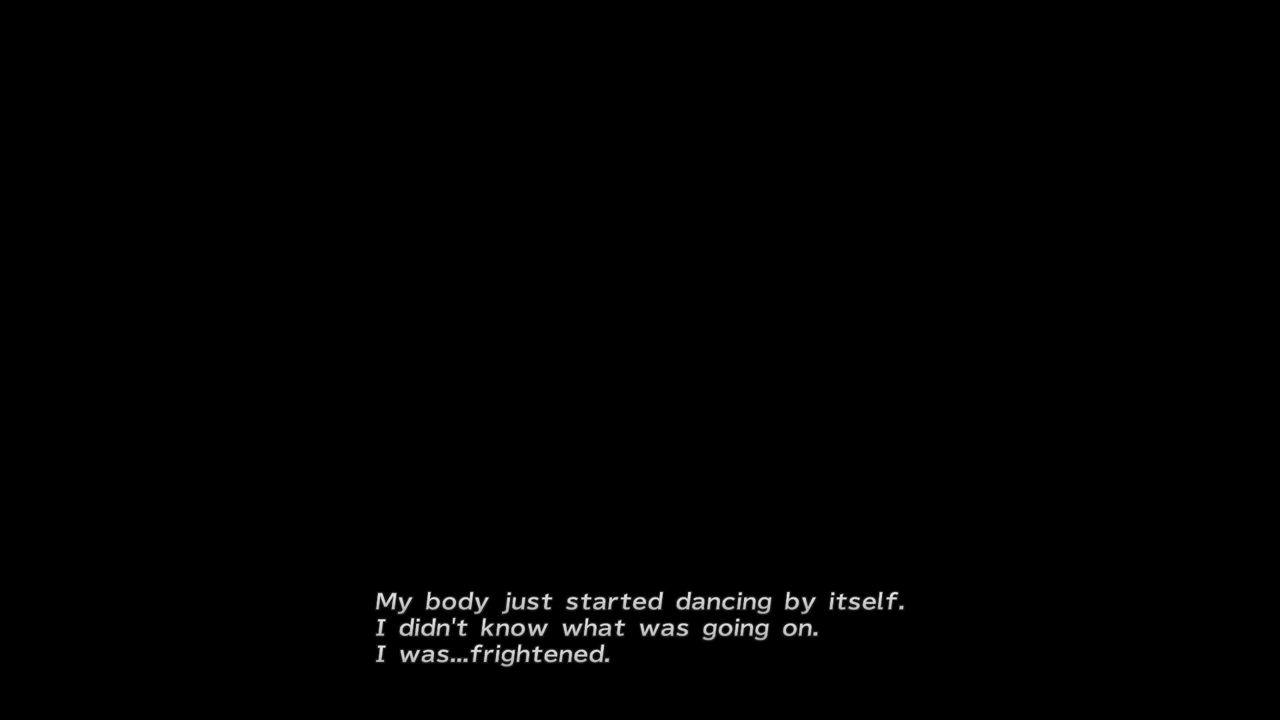 My body just started dancing by itself.
I didn't know what was going on.
I was...frightened.